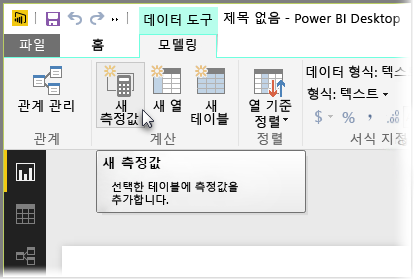 데이터 도구
제목 없음 - Power BI Desktop
파일
홈
모델링
관계 관리
새
측정값
새 열
새
테이블
열 기준
정렬
데이터 형식: 텍스
형식: 텍스트
$ % , .00
관계
계산
정렬
서식 지정
새 측정값
선택한 테이블에 측정값을
추가합니다.